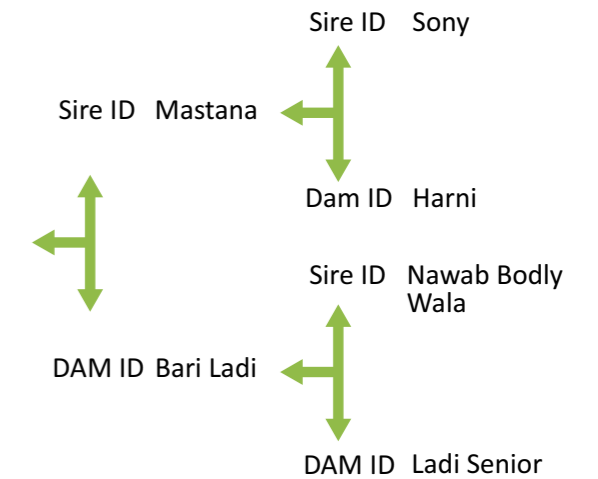 Sire ID Sony
Sire ID Mastana
Dam ID Harni
Sire ID Nawab Bodly
Wala
DAM ID Bari Ladi
DAM ID Ladi Senior